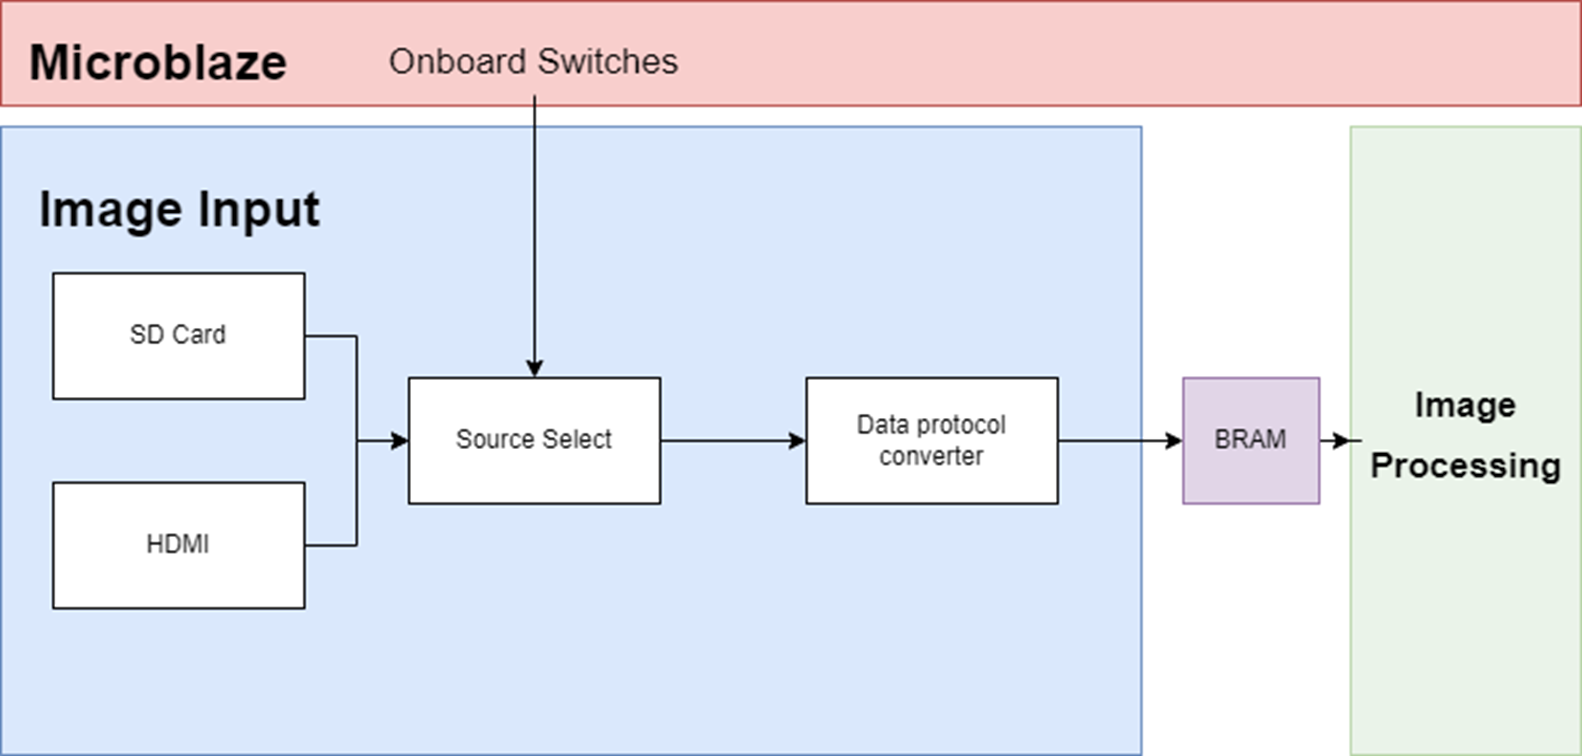 Microblaze
Onboard Switches
Image Input
SD Card
HDMI
Source Select
Data protocol
converter
BRAM
Image
Processing